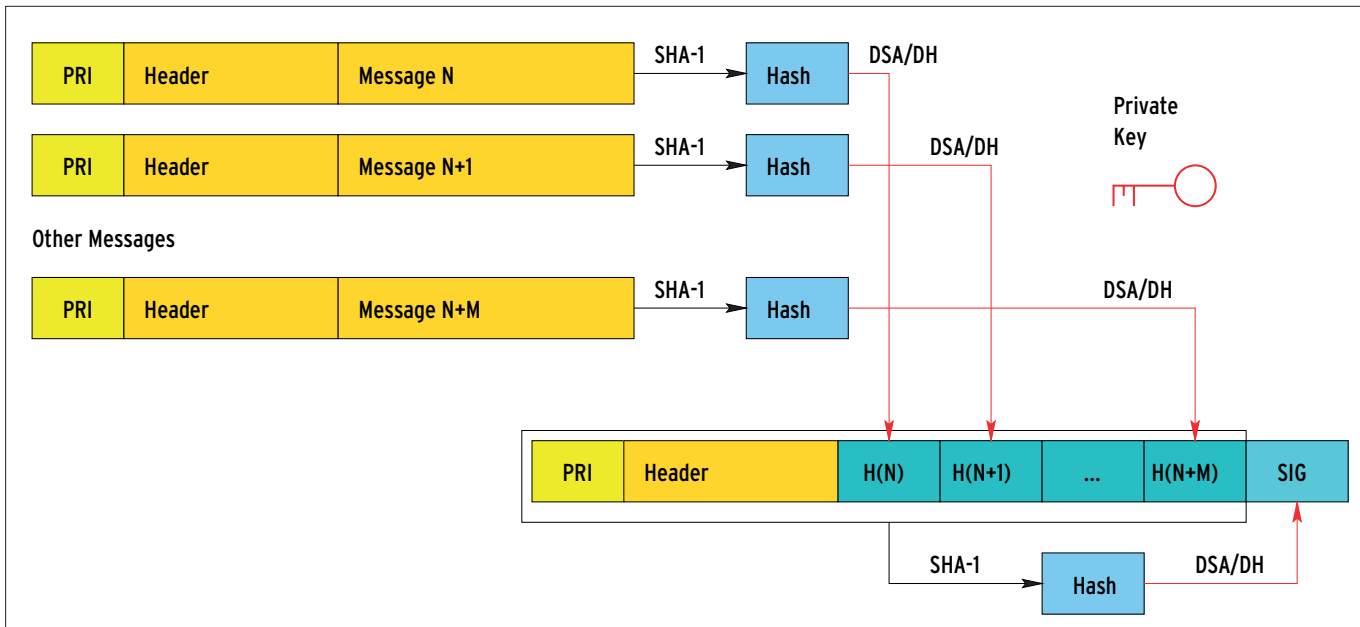 PRI Header Message N SHA-1 Hash DSA/DH
Private
Key
PRI Header Message N+1 SHA-1 Hash DSA/DH
Other Messages
PRI Header Message N+M SHA-1 Hash DSA/DH
PRI Header H(N) H(N+1) ... H(N+M) SIG
SHA-1 Hash DSA/DH